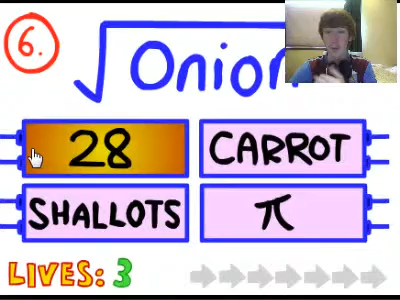 6.
√Onion
28
CARROT
SHALLOTS
π
LIVES: 3